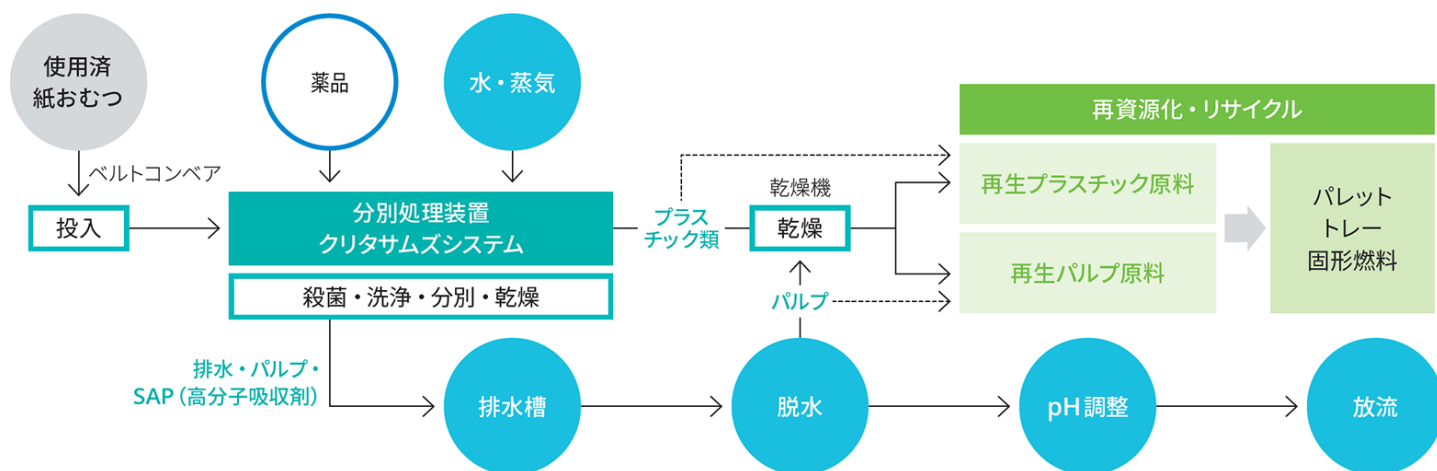 使用済
紙おむつ
薬品
水・蒸気
ベルトコンベア
投入
分別処理装置
クリタサムズシステム
殺菌・洗浄・分別・乾燥
プラス
チック類
乾燥機
乾燥
パルプ
再資源化・リサイクル
再生プラスチック原料
再生パルプ原料
パレット
トレー
固形燃料
排水・パルプ・
SAP（高分子吸収剤）
排水槽
脱水
pH調整
放流